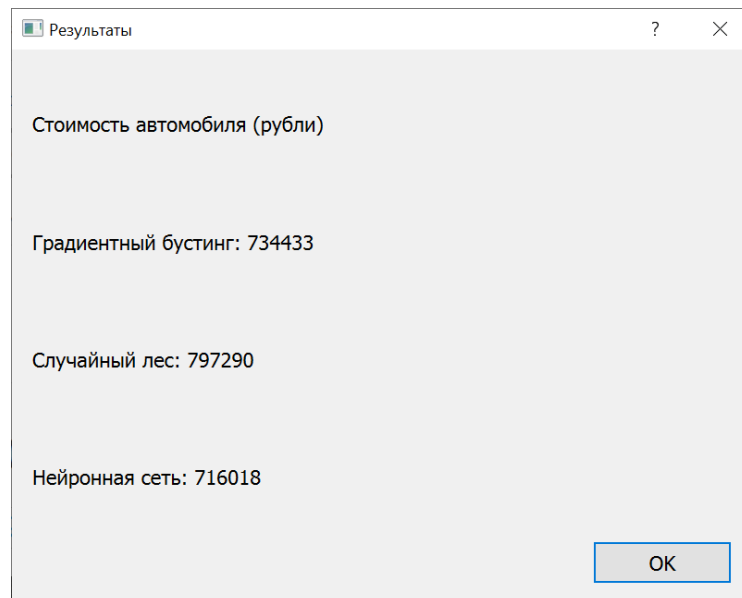 Результаты
Стоимость автомобиля (рубли)
Градиентный бустинг: 734433
Случайный лес: 797290
Нейронная сеть: 716018
OK